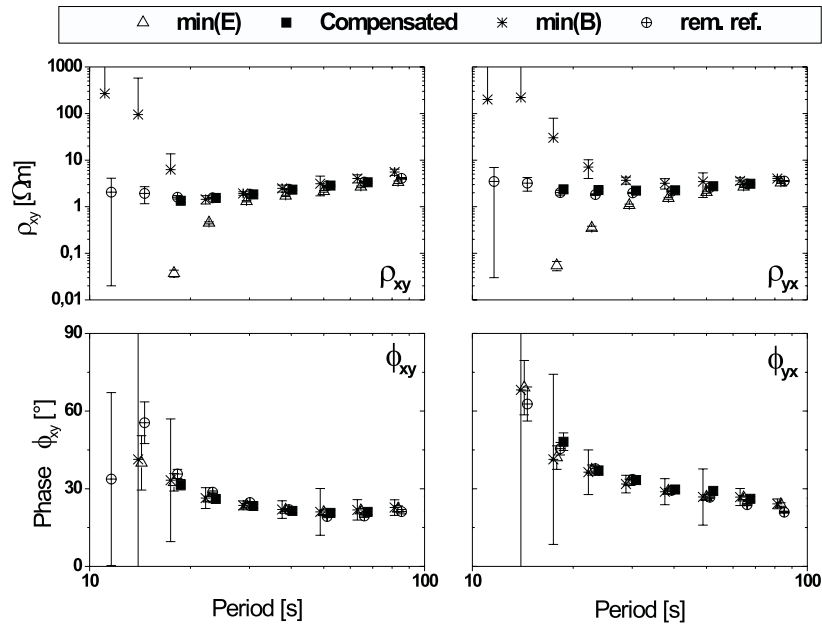 min(E) Compensated min(B) rem. ref.
1000
100
10
1
0,1
0,01
ρxy [Ωm]
ρxy
ρyx
90
60
30
0
Phase ϕxy [°]
ϕxy
ϕyx
10 100 10 100
Period [s] Period [s]